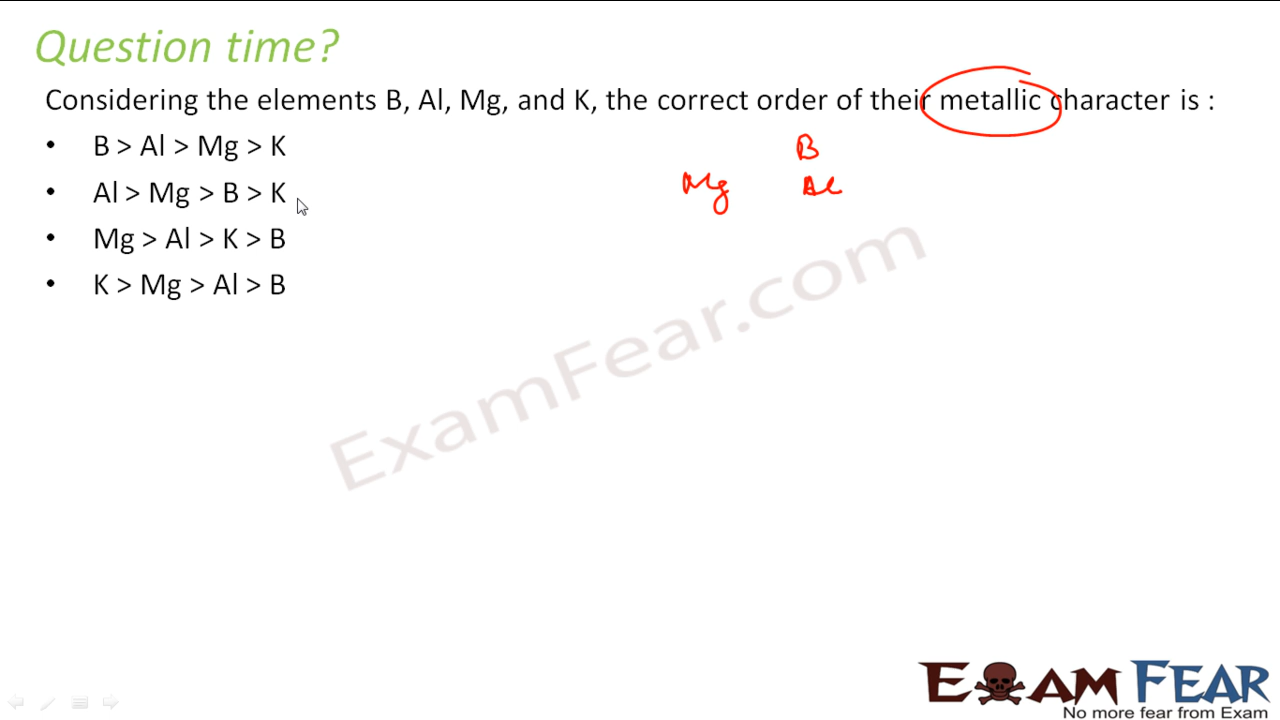 Question time?
Considering the elements B, Al, Mg, and K, the correct order of their metallic character is :
• B > Al > Mg > K
• Al > Mg > B > K
• Mg > Al > K > B
• K > Mg > Al > B
B
Mg Al
ExamFear.com
EXAM FEAR
No more fear from Exam